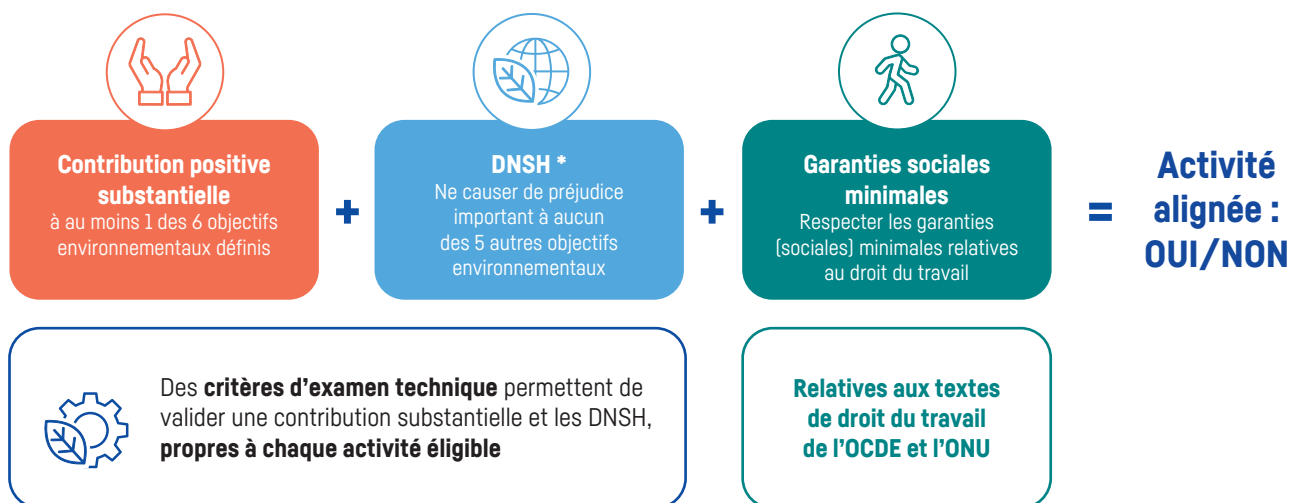 Contribution positive
substantielle
à au moins 1 des 6 objectifs
environnementaux définis
+
DNSH *
Ne causer de préjudice
important à aucun
des 5 autres objectifs
environnementaux
+
Garanties sociales
minimales
Respecter les garanties
(sociales) minimales relatives
au droit du travail
=
Activité
alignée :
OUI/NON
Des critères d'examen technique permettent de
valider une contribution substantielle et les DNSH,
propres à chaque activité éligible
Relatives aux textes
de droit du travail
de l'OCDE et l'ONU